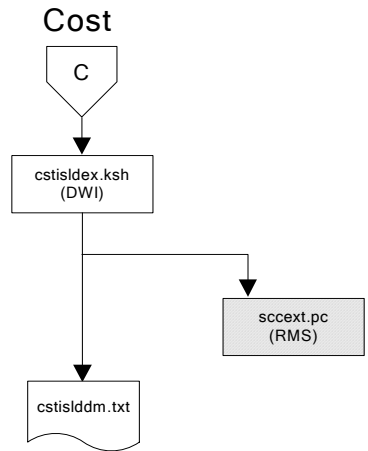 Cost
C
cstisldex.ksh
(DWI)
sccext.pc
(RMS)
cstislddm.txt